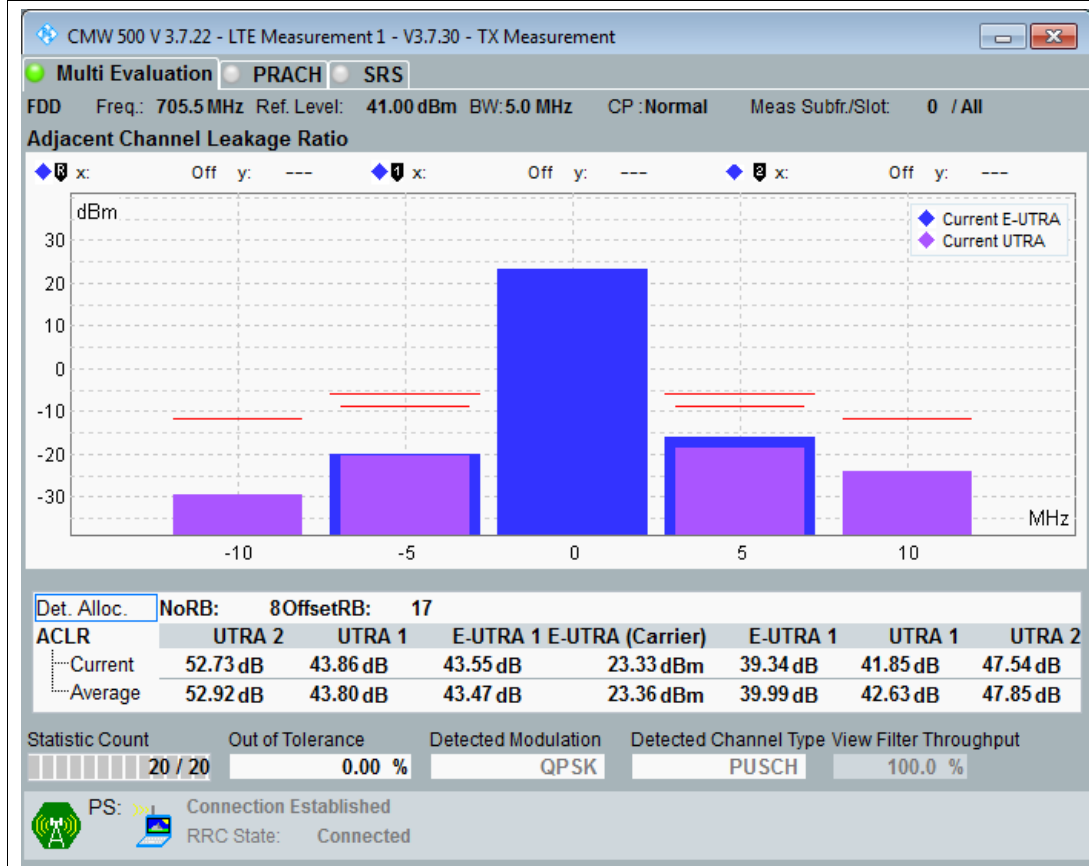 CMW 500 V 3.7.22 - LTE Measurement 1 - V3.7.30 - TX Measurement
Multi Evaluation PRACH SRS
FDD Freq.: 705.5 MHz Ref. Level: 41.00 dBm BW: 5.0 MHz CP : Normal Meas Subfr./Slot: 0 / All
Adjacent Channel Leakage Ratio
R x: Off y: --- 1 x: Off y: --- 2 x: Off y: ---
dBm
Current E-UTRA
Current UTRA
30
20
10
0
-10
-20
-30
MHz
-10 -5 0 5 10
Det. Alloc. NoRB: 8 OffsetRB: 17
ACLR UTRA 2 UTRA 1 E-UTRA 1 E-UTRA (Carrier) E-UTRA 1 UTRA 1 UTRA 2
Current 52.73 dB 43.86 dB 43.55 dB 23.33 dBm 39.34 dB 41.85 dB 47.54 dB
Average 52.92 dB 43.80 dB 43.47 dB 23.36 dBm 39.99 dB 42.63 dB 47.85 dB
Statistic Count Out of Tolerance Detected Modulation Detected Channel Type View Filter Throughput
20 / 20 0.00 % QPSK PUSCH 100.0 %
PS: Connection Established
RRC State: Connected